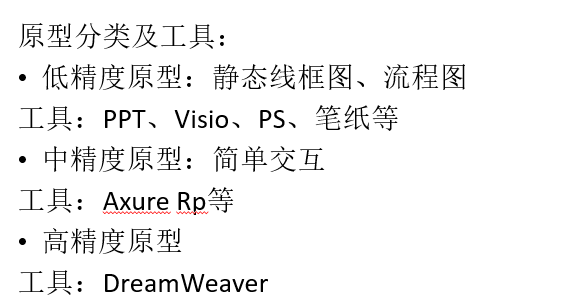 原型分类及工具：
• 低精度原型：静态线框图、流程图
工具：PPT、Visio、PS、笔纸等
• 中精度原型：简单交互
工具：Axure Rp等
• 高精度原型
工具：DreamWeaver